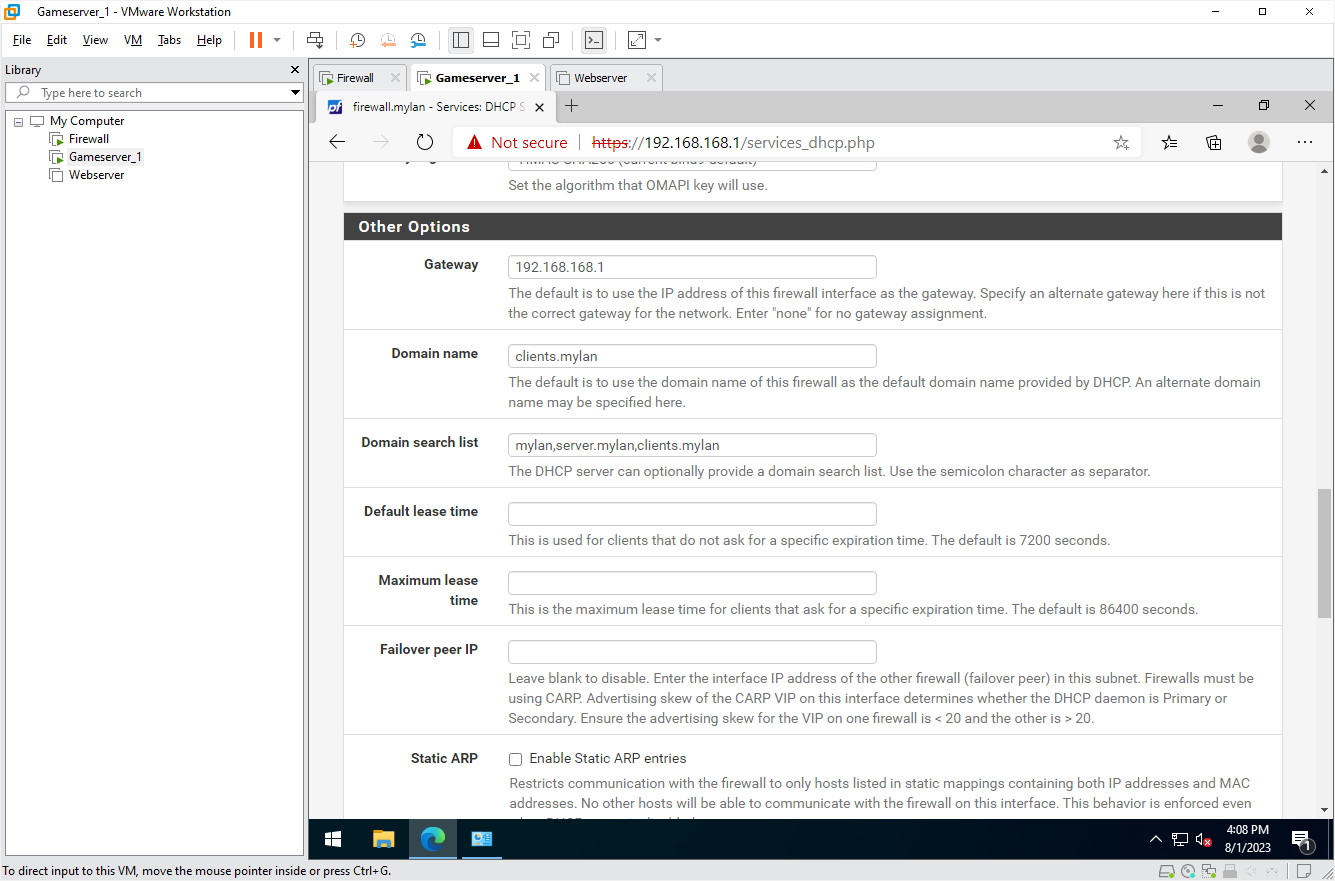 Gameserver_1 - VMware Workstation
File Edit View VM Tabs Help
Library
Type here to search
My Computer
Firewall
Gameserver_1
Webserver
Firewall
Gameserver_1
Webserver
firewall.mylan - Services: DHCP S
Not secure https://192.168.168.1/services_dhcp.php
Set the algorithm that OMAPI key will use.
Other Options
Gateway
192.168.168.1
The default is to use the IP address of this firewall interface as the gateway. Specify an alternate gateway here if this is not
the correct gateway for the network. Enter "none" for no gateway assignment.
Domain name
clients.mylan
The default is to use the domain name of this firewall as the default domain name provided by DHCP. An alternate domain
name may be specified here.
Domain search list
mylan,server.mylan,clients.mylan
The DHCP server can optionally provide a domain search list. Use the semicolon character as separator.
Default lease time
This is used for clients that do not ask for a specific expiration time. The default is 7200 seconds.
Maximum lease
time
This is the maximum lease time for clients that ask for a specific expiration time. The default is 86400 seconds.
Failover peer IP
Leave blank to disable. Enter the interface IP address of the other firewall (failover peer) in this subnet. Firewalls must be
using CARP. Advertising skew of the CARP VIP on this interface determines whether the DHCP daemon is Primary or
Secondary. Ensure the advertising skew for the VIP on one firewall is < 20 and the other is > 20.
Static ARP
Enable Static ARP entries
Restricts communication with the firewall to only hosts listed in static mappings containing both IP addresses and MAC
addresses. No other hosts will be able to communicate with the firewall on this interface. This behavior is enforced even
4:08 PM
8/1/2023
1
To direct input to this VM, move the mouse pointer inside or press Ctrl+G.